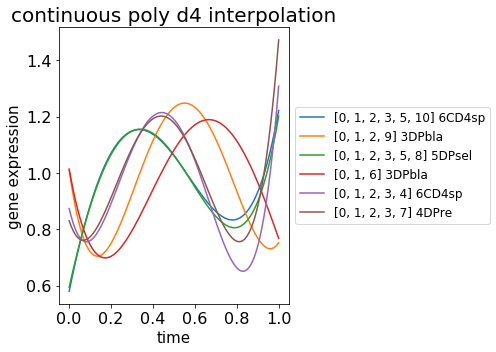 continuous poly d4 interpolation
gene expression
1.4
1.2
1.0
0.8
0.6
0.0 0.2 0.4 0.6 0.8 1.0
time
[0, 1, 2, 3, 5, 10] 6CD4sp
[0, 1, 2, 9] 3DPbla
[0, 1, 2, 3, 5, 8] 5DPsel
[0, 1, 6] 3DPbla
[0, 1, 2, 3, 4] 6CD4sp
[0, 1, 2, 3, 7] 4DPre